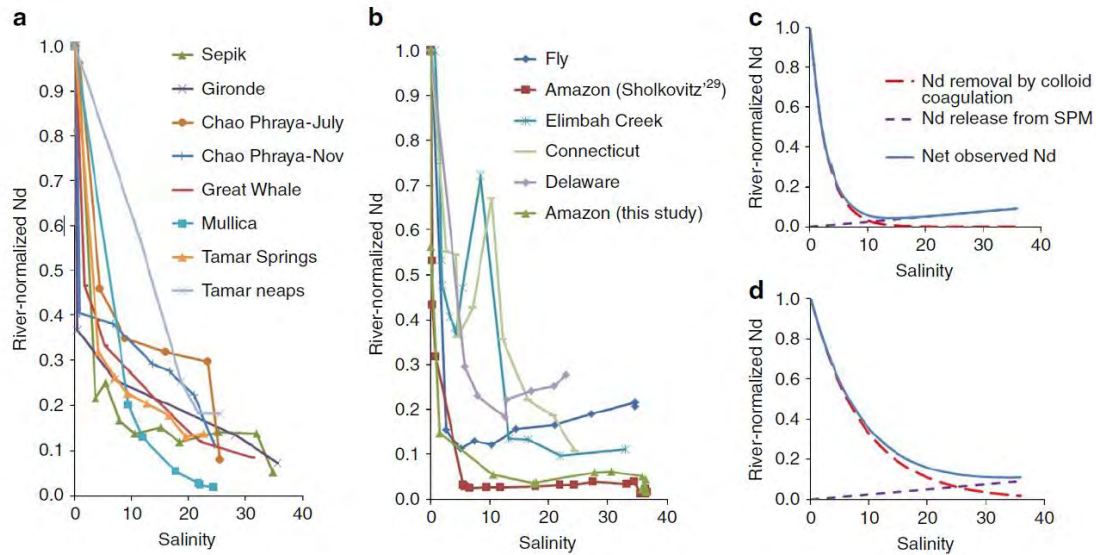 a
River-normalized Nd
1.0
0.9
0.8
0.7
0.6
0.5
0.4
0.3
0.2
0.1
0.0
0 10 20 30 40
Salinity
Sepik
Gironde
Chao Phraya-July
Chao Phraya-Nov
Great Whale
Mullica
Tamar Springs
Tamar neaps
b
River-normalized Nd
1.0
0.9
0.8
0.7
0.6
0.5
0.4
0.3
0.2
0.1
0.0
0 10 20 30 40
Salinity
Fly
Amazon (Sholkovitz'29)
Elimbah Creek
Connecticut
Delaware
Amazon (this study)
c
River-normalized Nd
1.0
0.8
0.6
0.4
0.2
0.0
0 10 20 30 40
Salinity
Nd removal by colloid
coagulation
Nd release from SPM
Net observed Nd
d
River-normalized Nd
1.0
0.8
0.6
0.4
0.2
0.0
0 10 20 30 40
Salinity